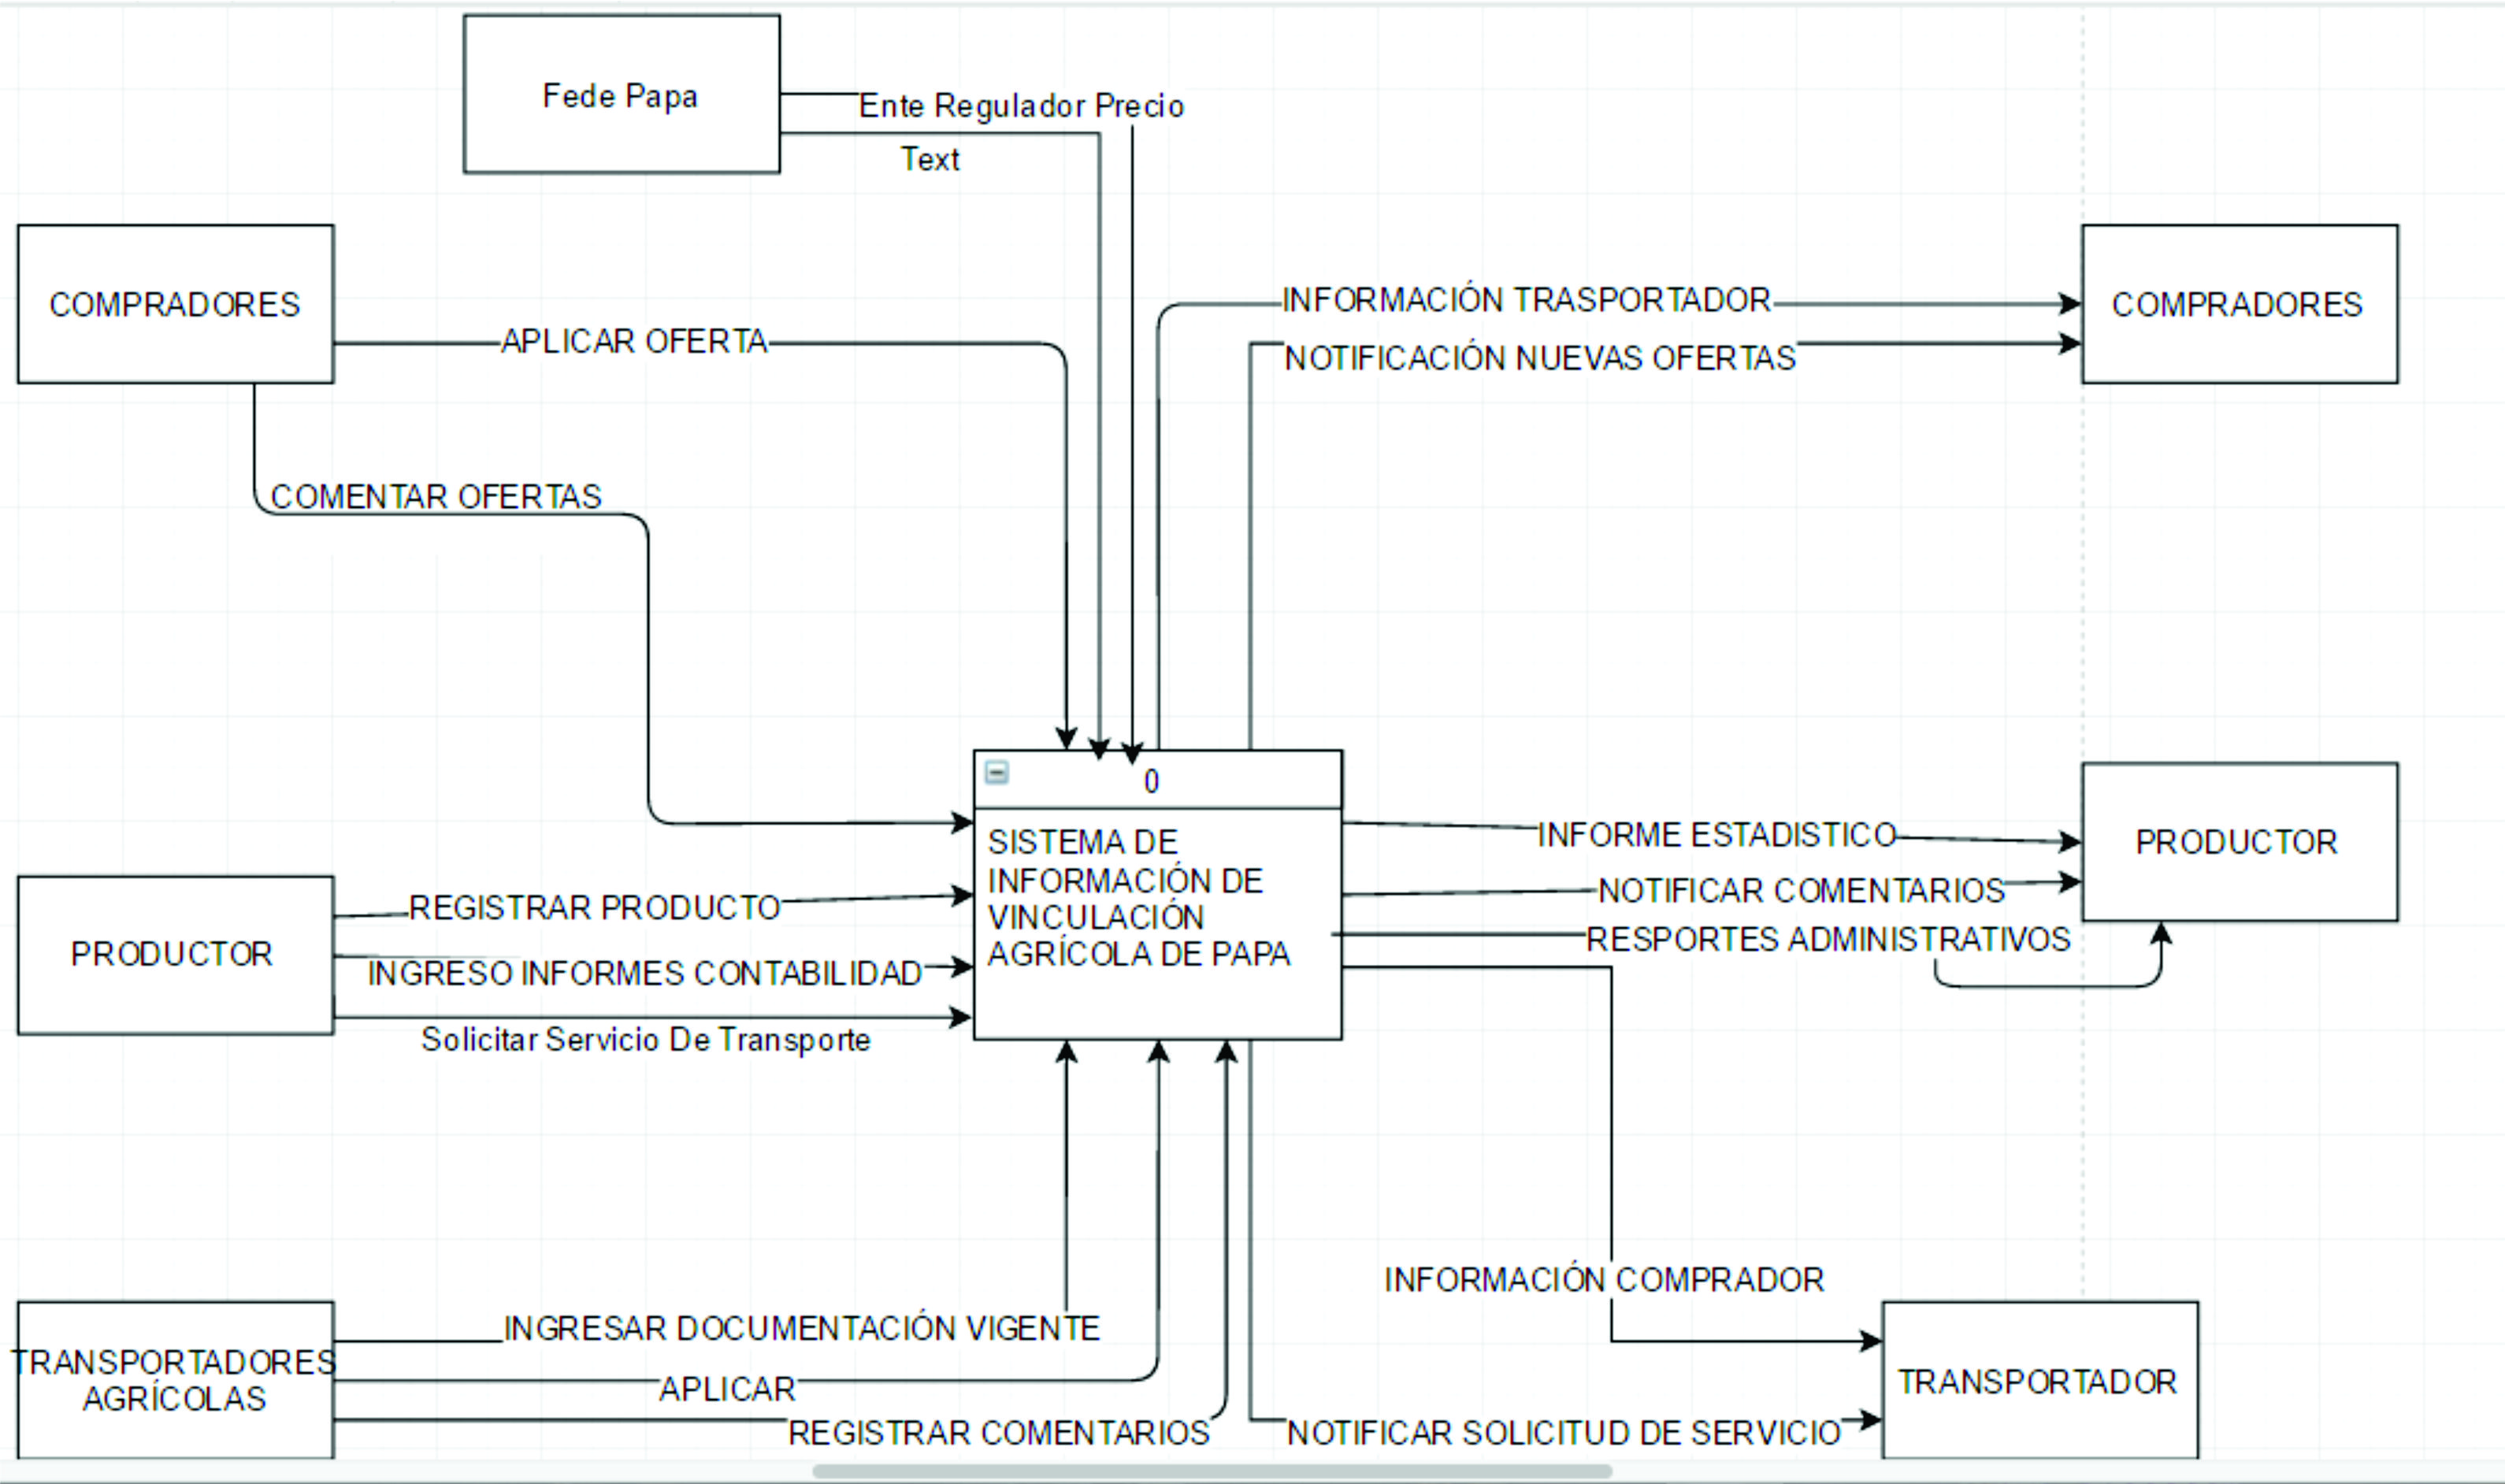 Fede Papa
Ente Regulador Precio
Text
COMPRADORES
APLICAR OFERTA
INFORMACIÓN TRASPORTADOR
NOTIFICACIÓN NUEVAS OFERTAS
COMPRADORES
COMENTAR OFERTAS
0
SISTEMA DE
INFORMACIÓN DE
VINCULACIÓN
AGRÍCOLA DE PAPA
PRODUCTOR
REGISTRAR PRODUCTO
INGRESO INFORMES CONTABILIDAD
Solicitar Servicio De Transporte
INFORME ESTADISTICO
NOTIFICAR COMENTARIOS
RESPORTES ADMINISTRATIVOS
PRODUCTOR
TRANSPORTADORES
AGRÍCOLAS
INGRESAR DOCUMENTACIÓN VIGENTE
APLICAR
REGISTRAR COMENTARIOS
INFORMACIÓN COMPRADOR
NOTIFICAR SOLICITUD DE SERVICIO
TRANSPORTADOR